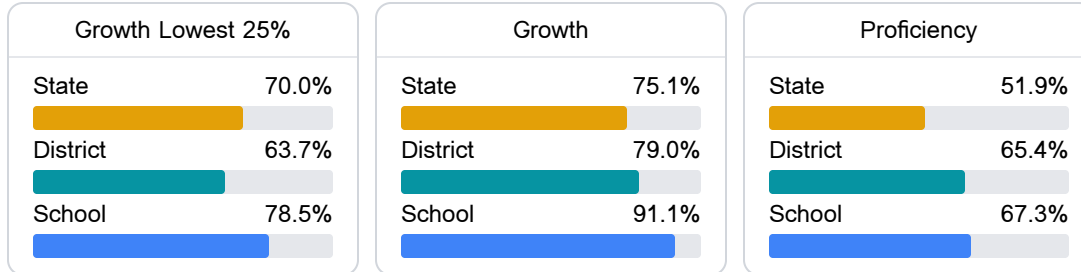 Growth Lowest 25%
State 70.0%
District 63.7%
School 78.5%
Growth
State 75.1%
District 79.0%
School 91.1%
Proficiency
State 51.9%
District 65.4%
School 67.3%